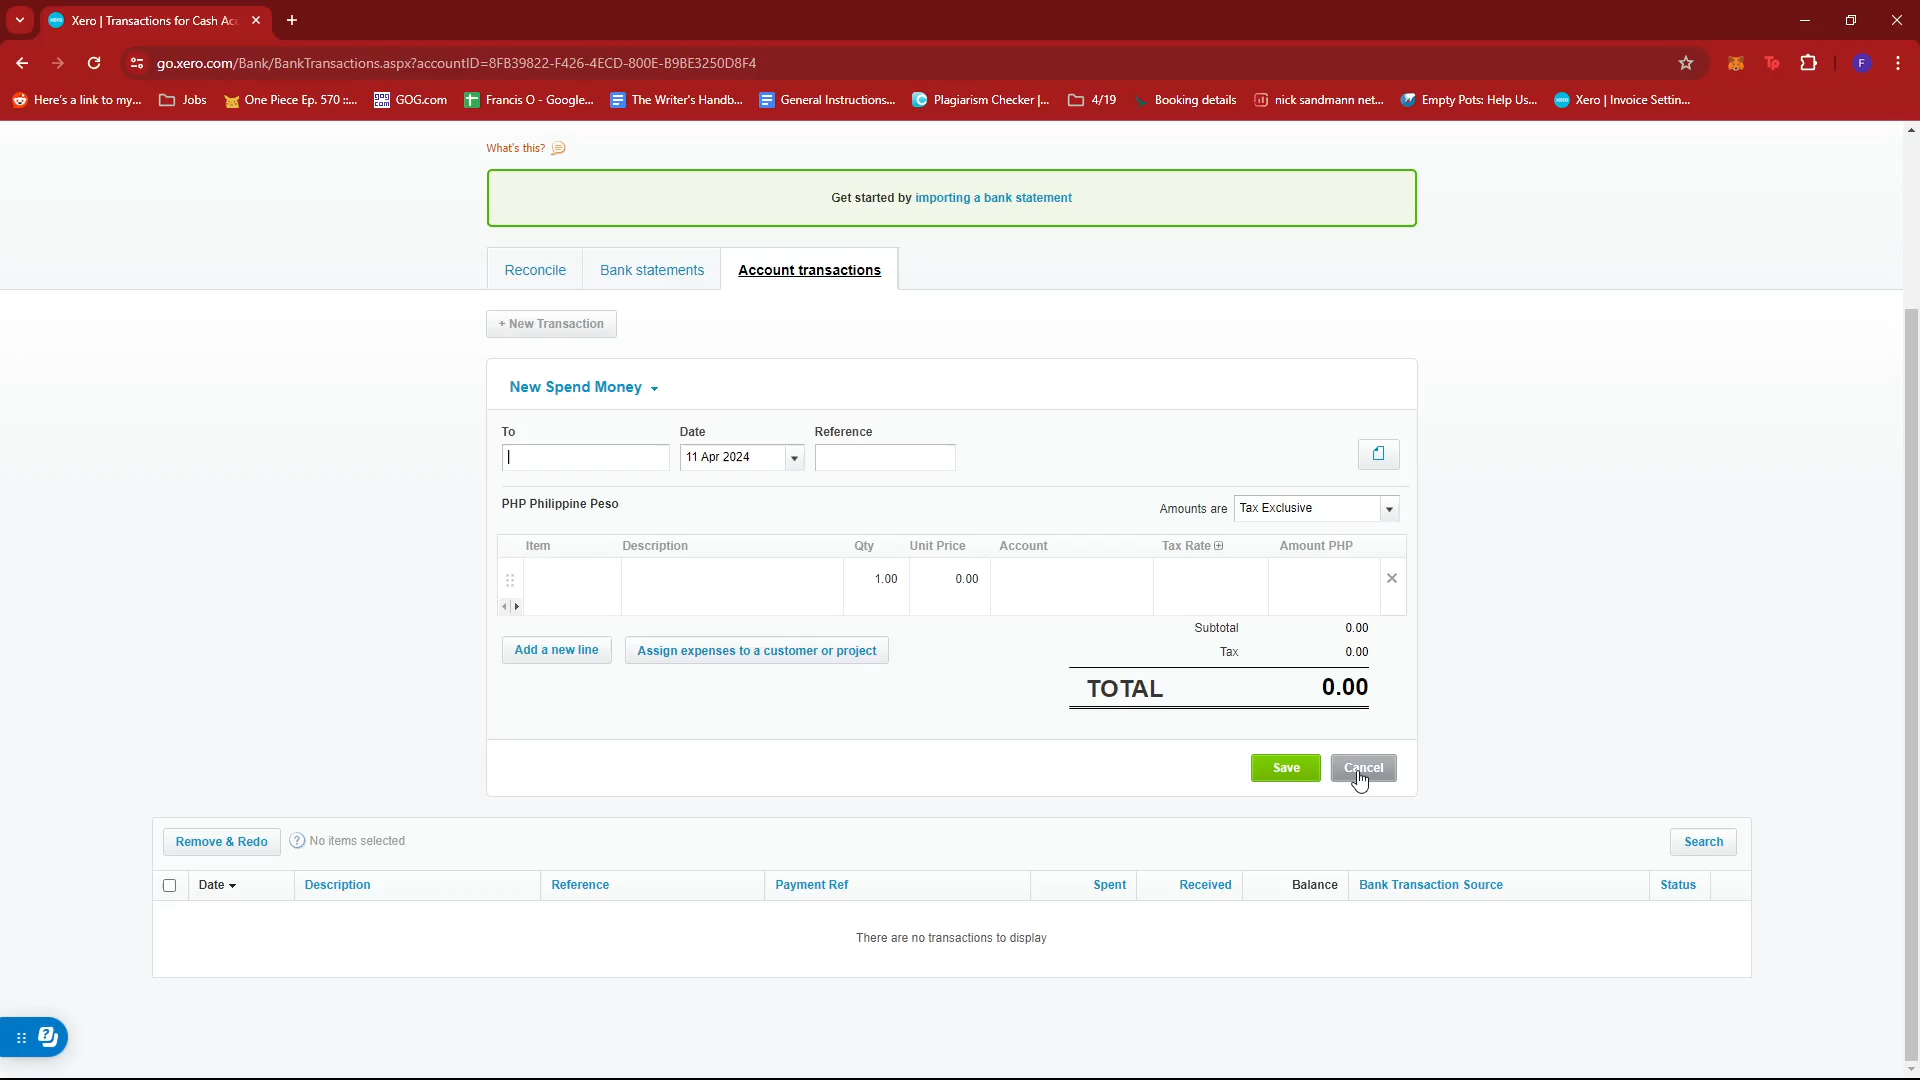 Xero | Transactions for Cash Acc
go.xero.com/Bank/BankTransactions.aspx?accountID=8FB39822-F426-4ECD-800E-B9BE3250D8F4
F
Here's a link to my... Jobs One Piece Ep. 570 ::... GOG.com Francis O - Google... The Writer's Handb... General Instructions... Plagiarism Checker |... 4/19 Booking details nick sandmann net... Empty Pots: Help Us... Xero | Invoice Settin...
What's this?
Get started by importing a bank statement
Reconcile Bank statements Account transactions
+ New Transaction
New Spend Money
To Date Reference
11 Apr 2024
PHP Philippine Peso Amounts are Tax Exclusive
Item Description Qty Unit Price Account Tax Rate Amount PHP
1.00 0.00
Subtotal 0.00
Add a new line Assign expenses to a customer or project Tax 0.00
TOTAL 0.00
Save Cancel
Remove & Redo ? No items selected Search
Date Description Reference Payment Ref Spent Received Balance Bank Transaction Source Status
There are no transactions to display